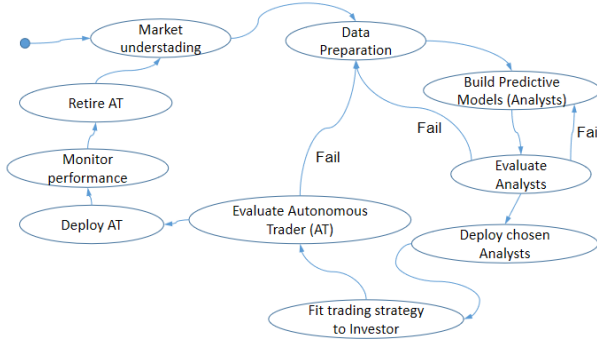 Market
understading
Data
Preparation
Build Predictive
Models (Analysts)
Retire AT
Fail
Fail
Fail
Monitor
performance
Evaluate
Analysts
Evaluate Autonomous
Trader (AT)
Deploy AT
Deploy chosen
Analysts
Fit trading strategy
to Investor